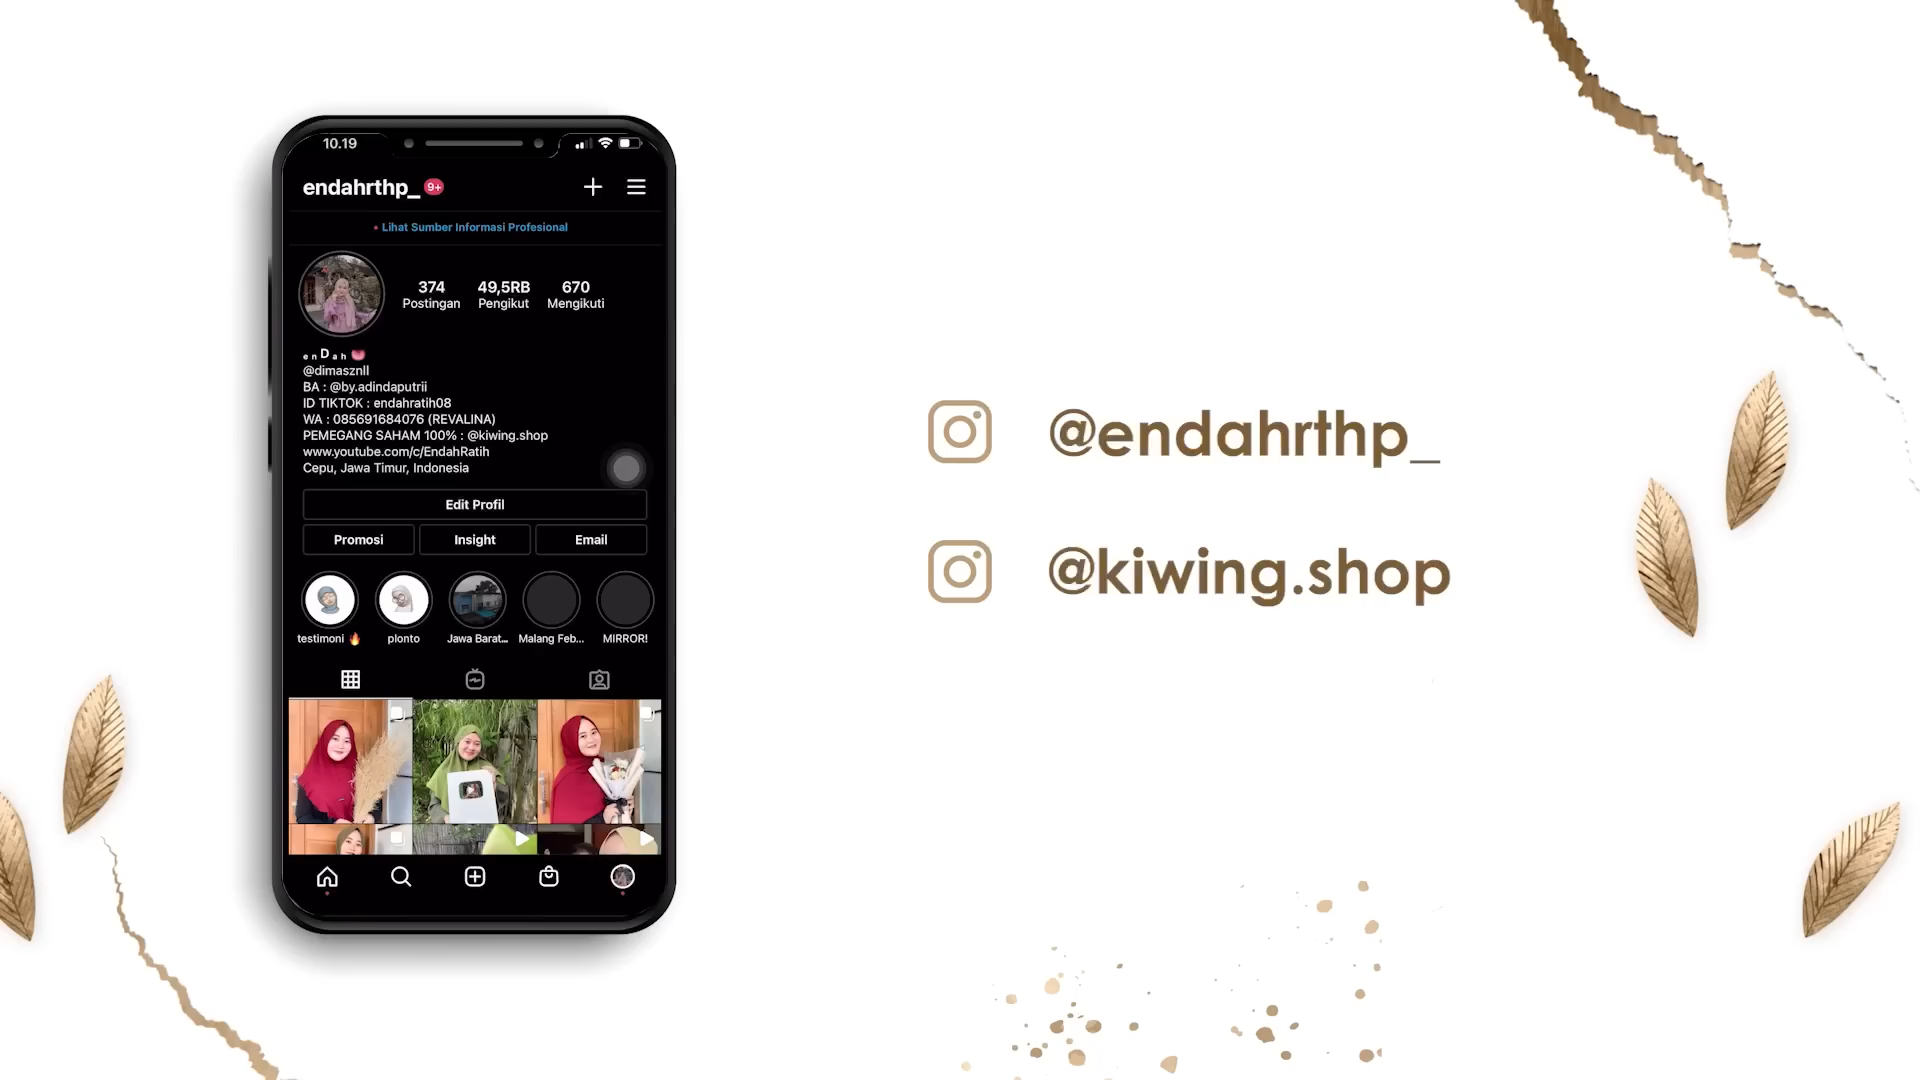 10.19
endahrthp_ 9+
• Lihat Sumber Informasi Profesional
374 49,5RB 670
Postingan Pengikut Mengikuti
ₑ ₙ D ₐ ₕ 👅
@dimasznll
BA : @by.adindaputrii
ID TIKTOK : endahratih08
WA : 085691684076 (REVALINA)
PEMEGANG SAHAM 100% : @kiwing.shop
www.youtube.com/c/EndahRatih
Cepu, Jawa Timur, Indonesia
Edit Profil
Promosi Insight Email
testimoni 🔥 plonto Jawa Barat... Malang Feb... MIRROR!
@endahrthp_
@kiwing.shop